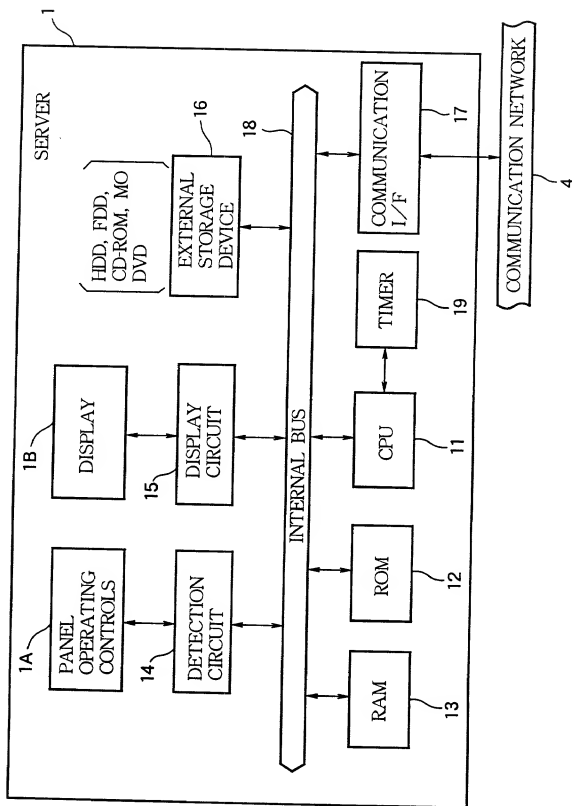 SERVER
1
1A
PANEL
OPERATING
CONTROLS
1B
DISPLAY
HDD, FDD,
CD-ROM, MO
DVD
14
DETECTION
CIRCUIT
15
DISPLAY
CIRCUIT
16
EXTERNAL
STORAGE
DEVICE
INTERNAL BUS
18
RAM
13
ROM
12
CPU
11
TIMER
19
COMMUNICATION
I/F
17
COMMUNICATION NETWORK
4